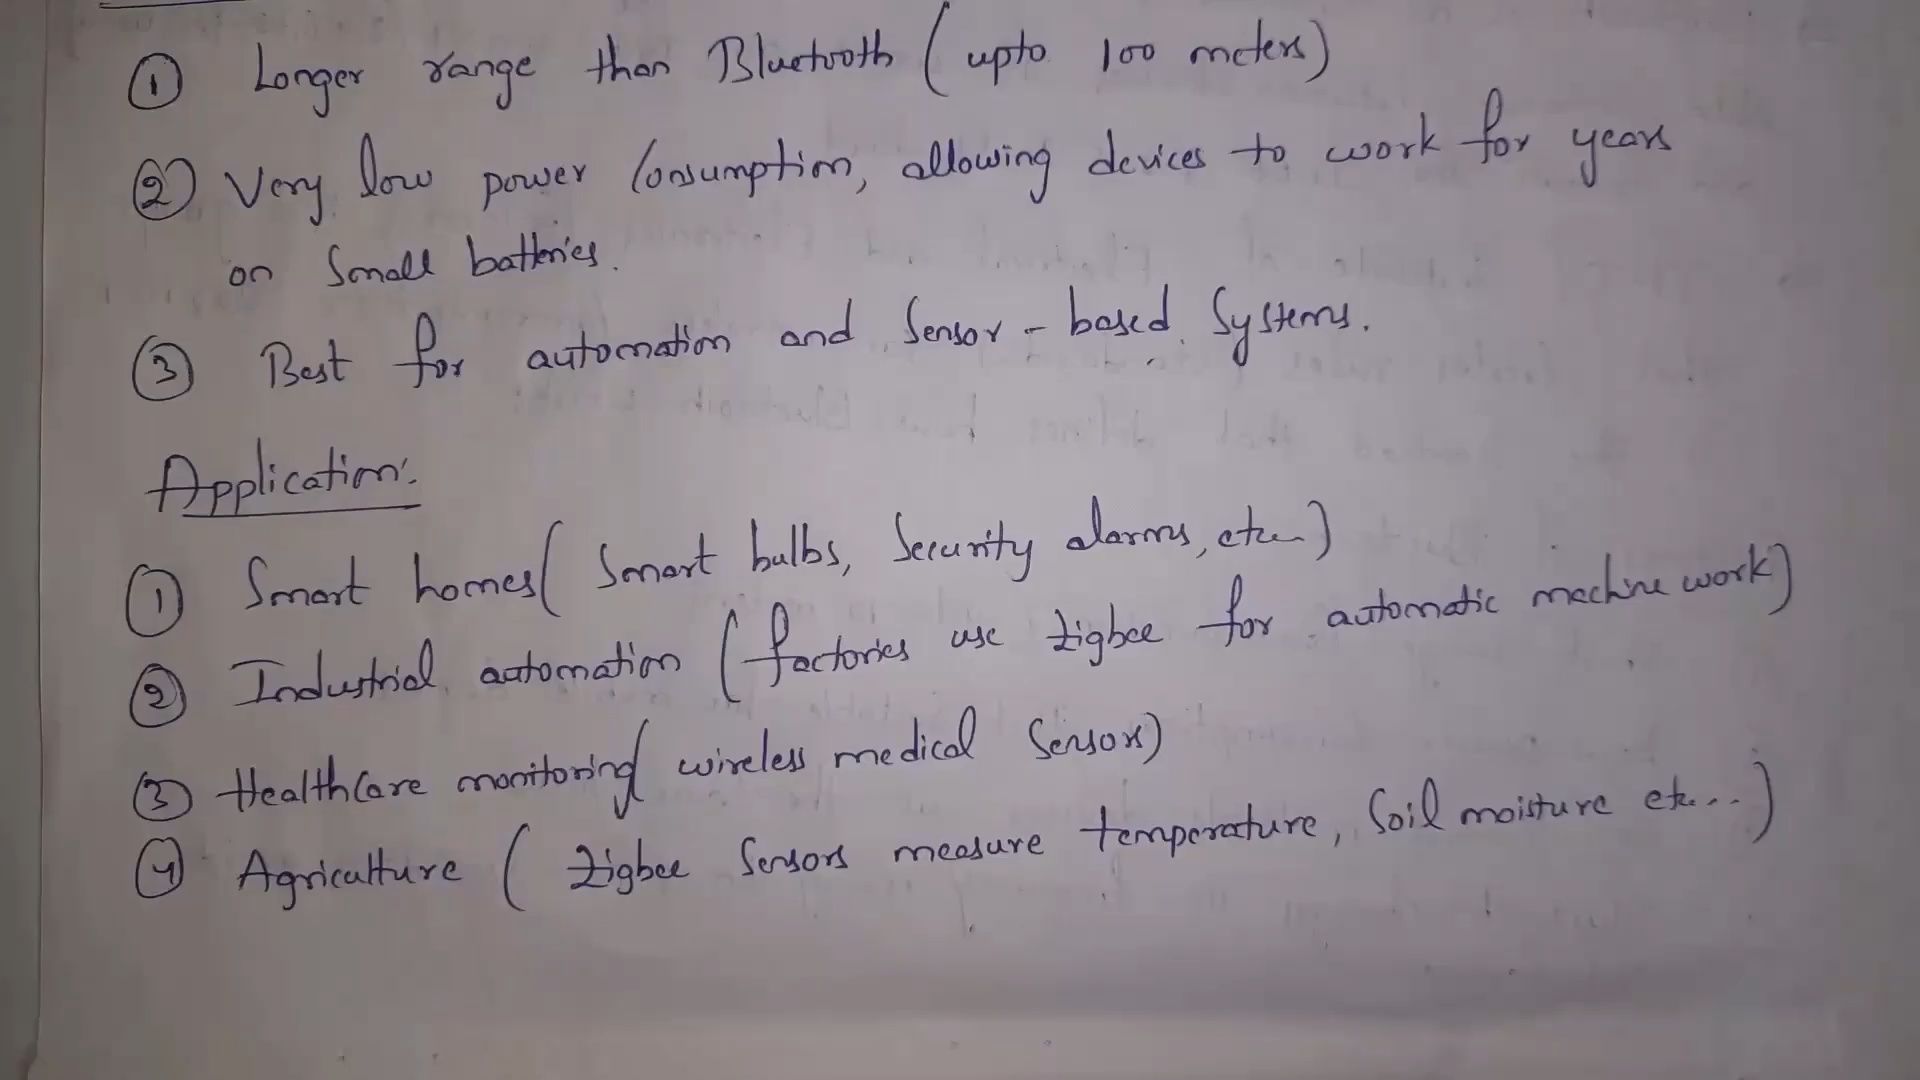 ① Longer range than Bluetooth (upto 100 meters)
② Very low power Consumption, allowing devices to work for years
on Small batteries.
③ Best for automation and Sensor-based Systems.
Application:
① Smart homes (Smart bulbs, Security alarms, etc...)
② Industrial automation (factories use Zigbee for automatic machine work)
③ HealthCare monitoring (wireless medical Sensors)
④ Agriculture (Zigbee Sensors measure temperature, Soil moisture etc...)